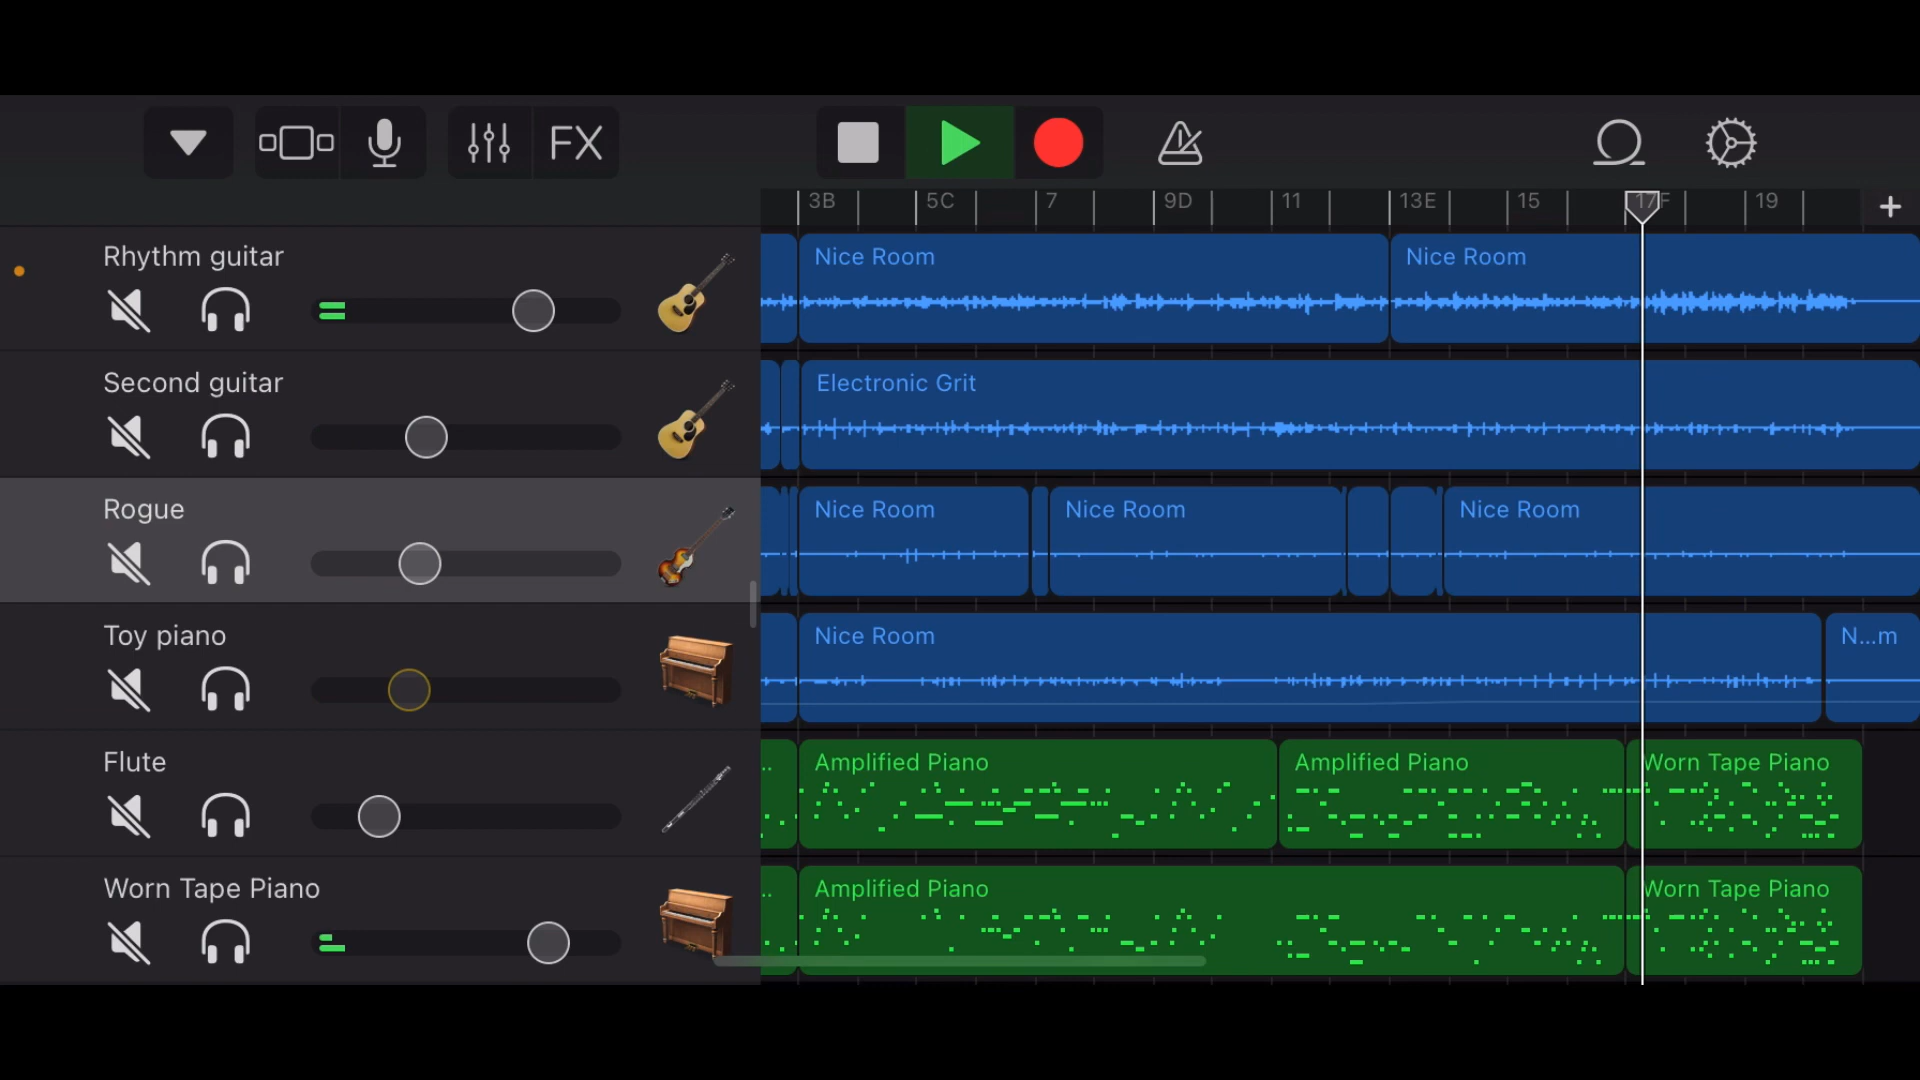 FX
3B 5C 7 9D 11 13E 15 17F 19 +
Rhythm guitar
Nice Room Nice Room
Second guitar
Electronic Grit
Rogue
Nice Room Nice Room Nice Room
Toy piano
Nice Room N...m
Flute
.. Amplified Piano Amplified Piano Worn Tape Piano
Worn Tape Piano
.. Amplified Piano Worn Tape Piano